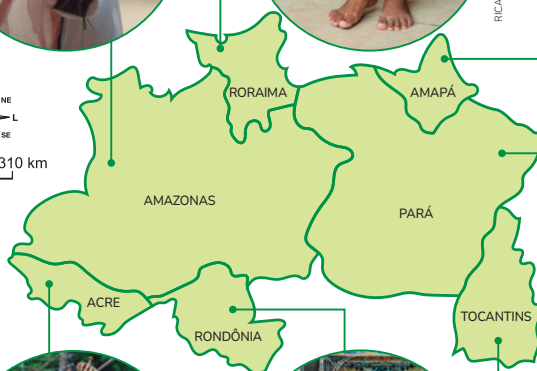 RICA
RORAIMA
AMAPÁ
NE
L
SE
310 km
AMAZONAS
PARÁ
ACRE
TOCANTINS
RONDÔNIA